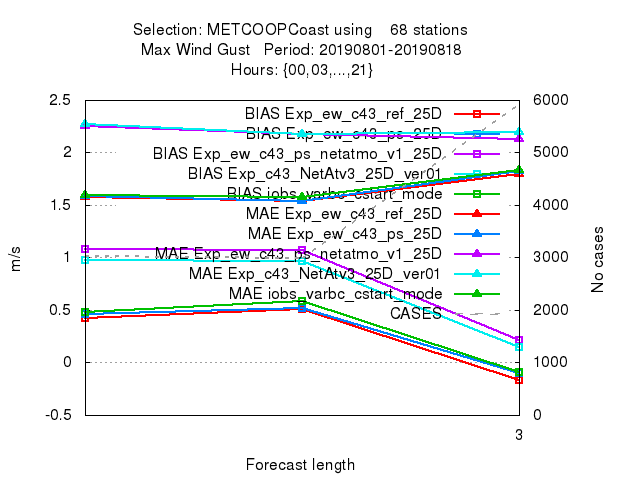 Selection: METCOOPCoast using 68 stations
Max Wind Gust Period: 20190801-20190818
Hours: {00,03,...,21}
2.5
2
1.5
1
0.5
0
-0.5
6000
5000
4000
3000
2000
1000
0
m/s
No cases
BIAS Exp_ew_c43_ref_25D
BIAS Exp_ew_c43_ps_25D
BIAS Exp_ew_c43_ps_netatmo_v1_25D
BIAS Exp_c43_NetAtv3_25D_ver01
BIAS iobs_varbc_cstart_mode
MAE Exp_ew_c43_ref_25D
MAE Exp_ew_c43_ps_25D
MAE Exp_ew_c43_ps_netatmo_v1_25D
MAE Exp_c43_NetAtv3_25D_ver01
MAE iobs_varbc_cstart_mode
CASES
3
Forecast length